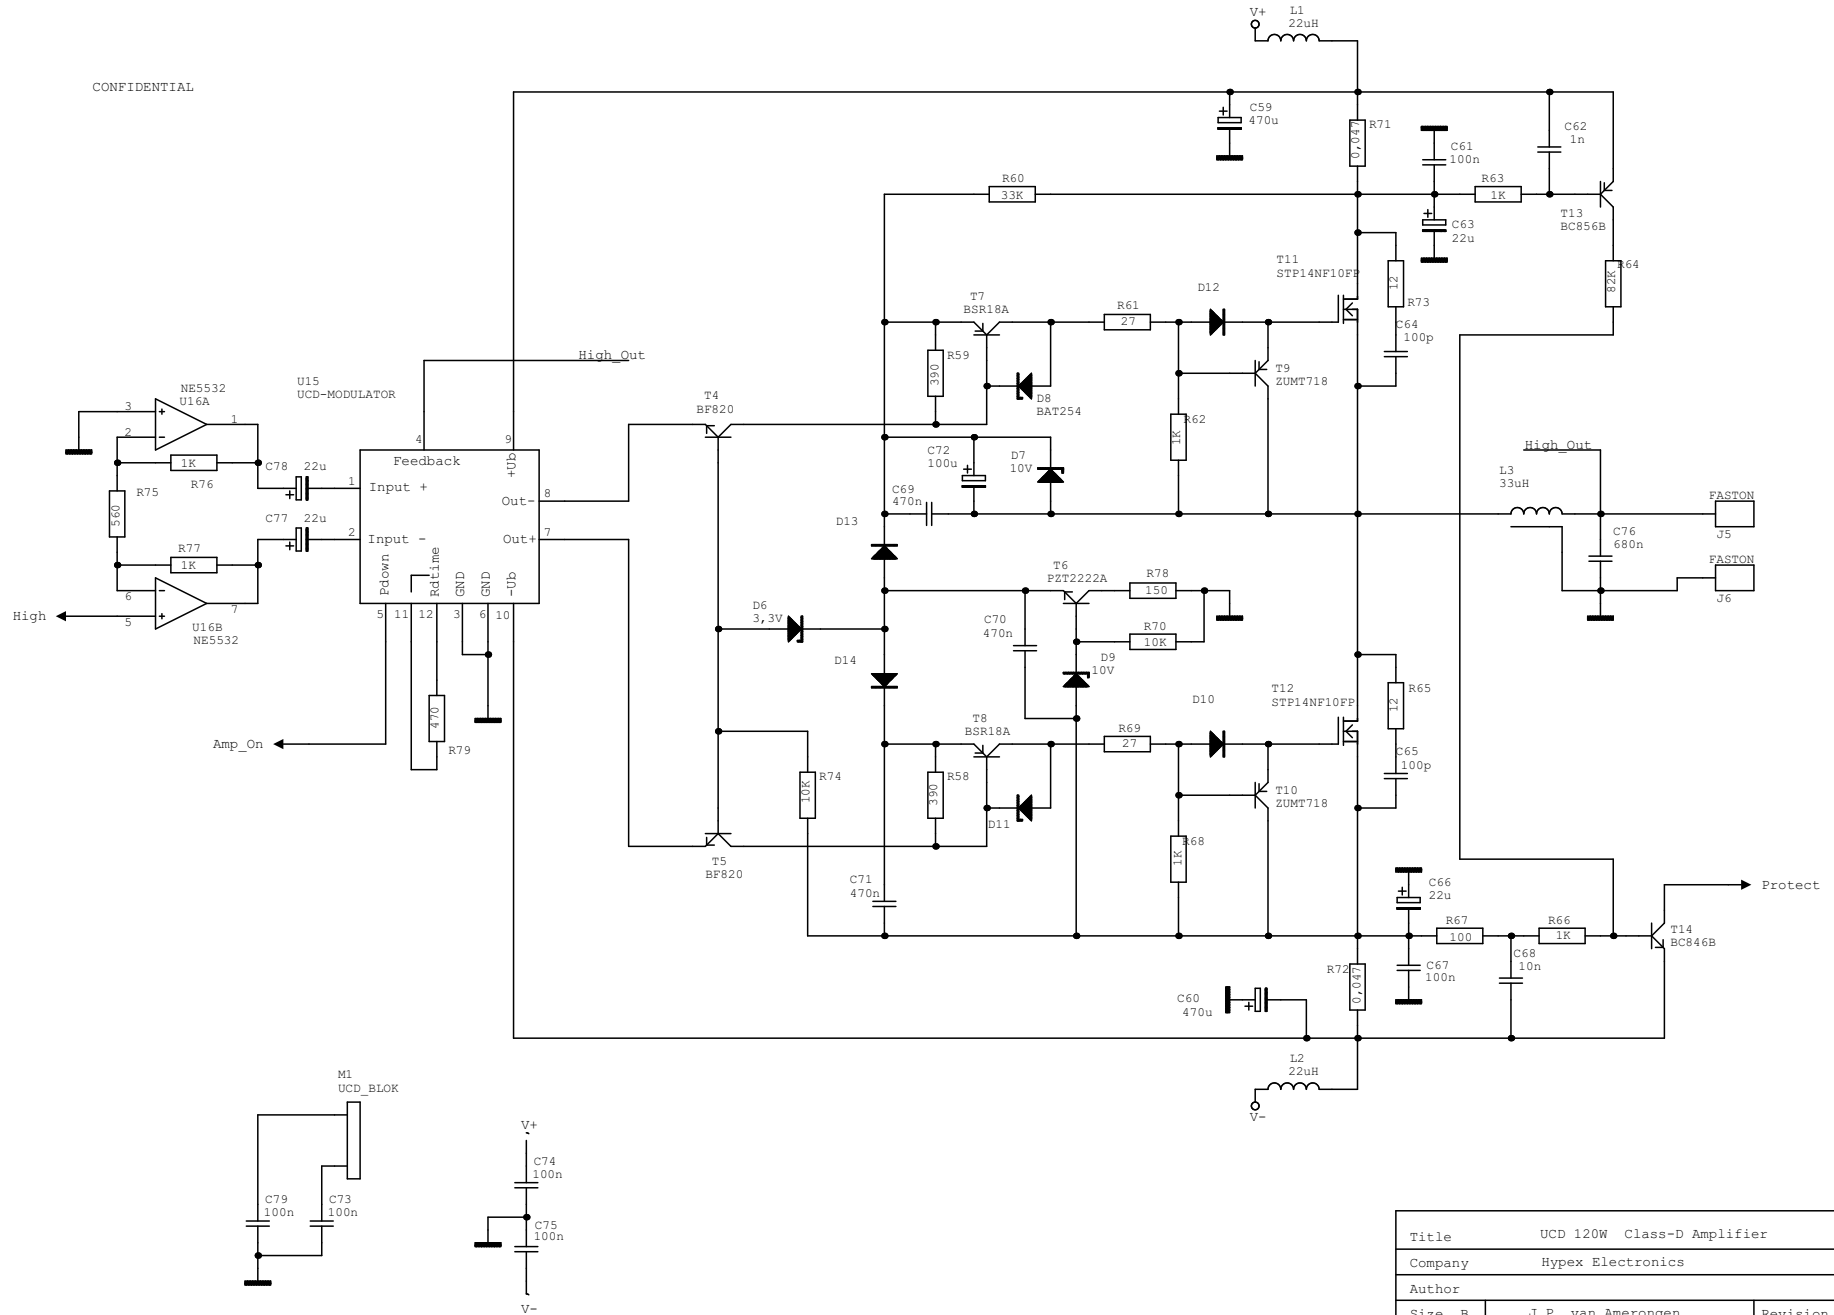 CONFIDENTIAL
V+
L1
22uH
C59
470u
R71
0,047
C61
100n
C62
1n
R60
33K
R63
1K
C63
22u
T13
BC856B
T11
STP14NF10FP
R64
82K
D12
12
R73
C64
100p
T7
BSR18A
R61
27
High_Out
R59
390
T9
ZUMT718
D8
BAT254
U15
UCD-MODULATOR
NE5532
U16A
T4
BF820
R62
1K
3
2
1
4
9
Feedback
+Ub
1K
R76
C78
22u
1
Input +
C72
100u
D7
10V
High_Out
L3
33uH
R75
560
8
Out-
C69
470n
FASTON
J5
C77
22u
D13
2
Input -
7
Out+
C76
680n
R77
1K
Pdown
Rdtime
GND
GND
-Ub
T6
PZT2222A
R78
150
FASTON
J6
6
5
7
High
U16B
NE5532
5
11
12
3
6
10
D6
3,3V
C70
470n
R70
10K
D14
D9
10V
D10
T12
STP14NF10FP
12
R65
470
R79
Amp_On
T8
BSR18A
R69
27
C65
100p
R74
10K
R58
390
T10
ZUMT718
D11
R68
1K
T5
BF820
C71
470n
C66
22u
Protect
R67
100
R66
1K
T14
BC846B
R72
0,047
C67
100n
C68
10n
C60
470u
L2
22uH
V-
M1
UCD_BLOK
V+
C74
100n
C79
100n
C73
100n
C75
100n
V-
Title UCD 120W Class-D Amplifier
Company Hypex Electronics
Author
Size B J.P. van Amerongen Revision